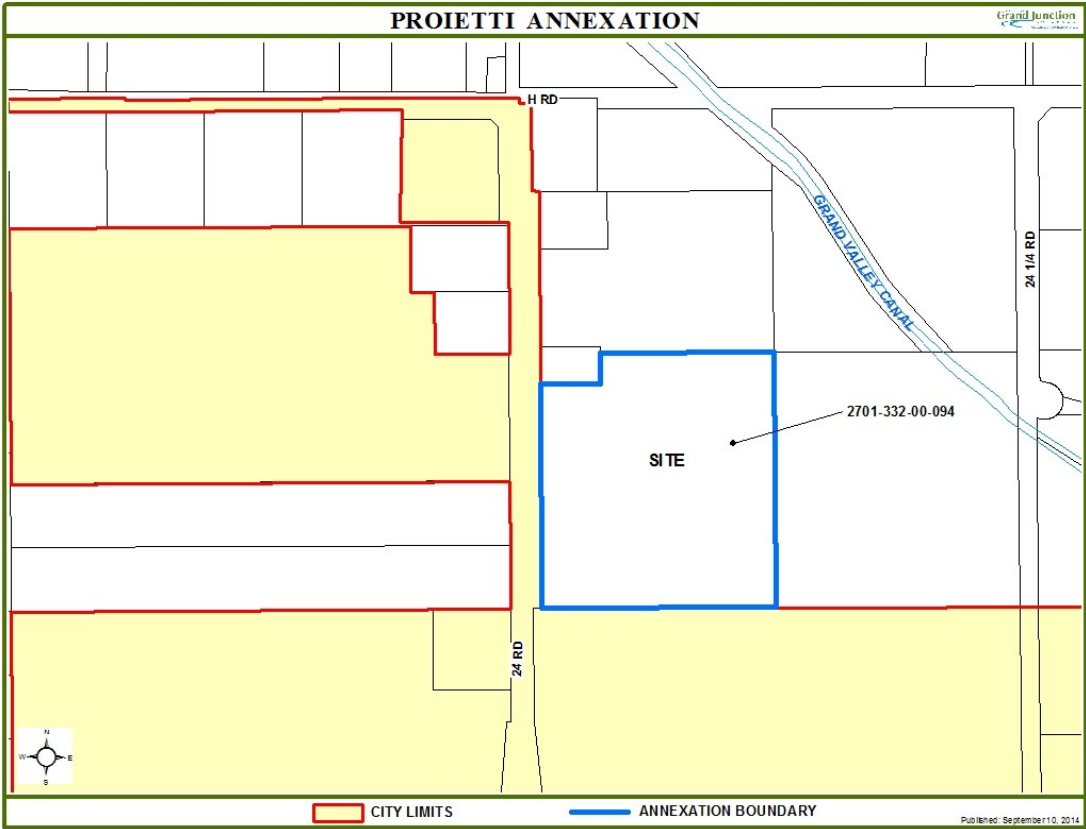 PROIETTI ANNEXATION
Grand Junction
H RD
GRAND VALLEY CANAL
24 1/4 RD
2701-332-00-094
SITE
24 RD
N
W
E
S
CITY LIMITS
ANNEXATION BOUNDARY
Published: September 10, 2014